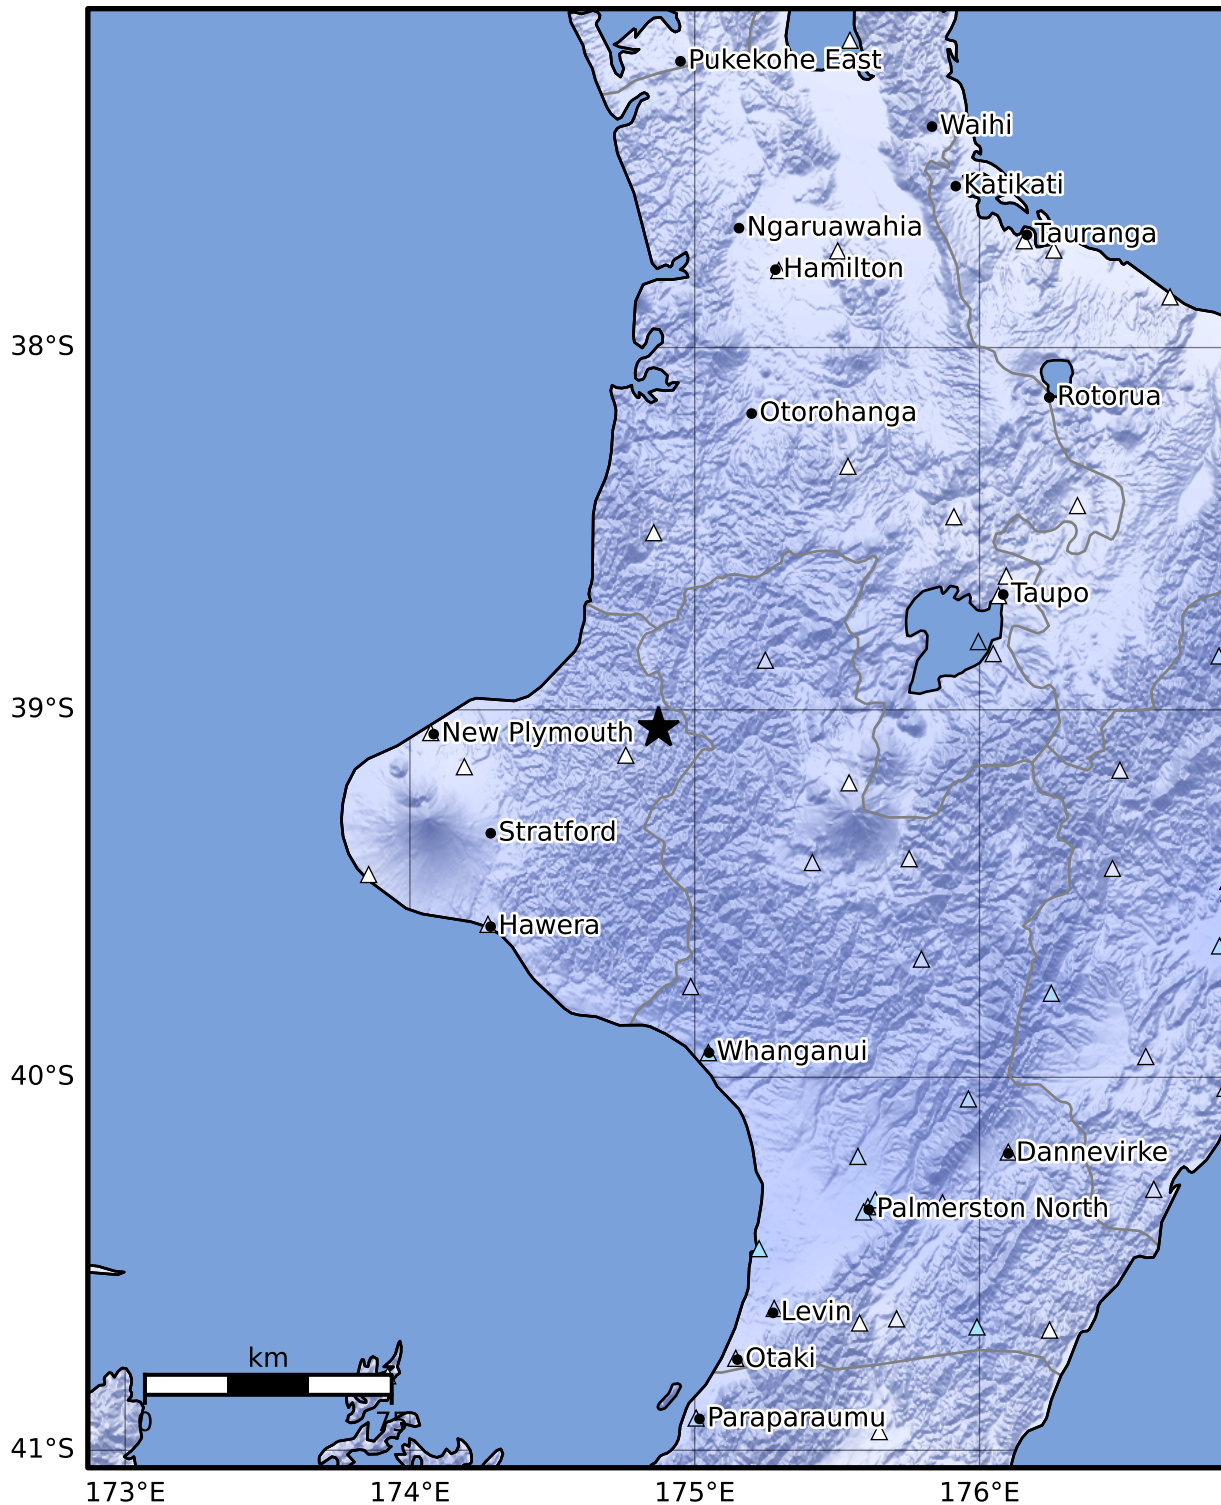 Pukekohe East
Waihi
Katikati
Ngaruawahia
Tauranga
Hamilton
38°S
Otorohanga
Rotorua
Taupo
39°S
New Plymouth
Stratford
Hawera
40°S
Whanganui
Dannevirke
Palmerston North
Levin
km
Otaki
75
Paraparaumu
41°S
173°E
174°E
175°E
176°E